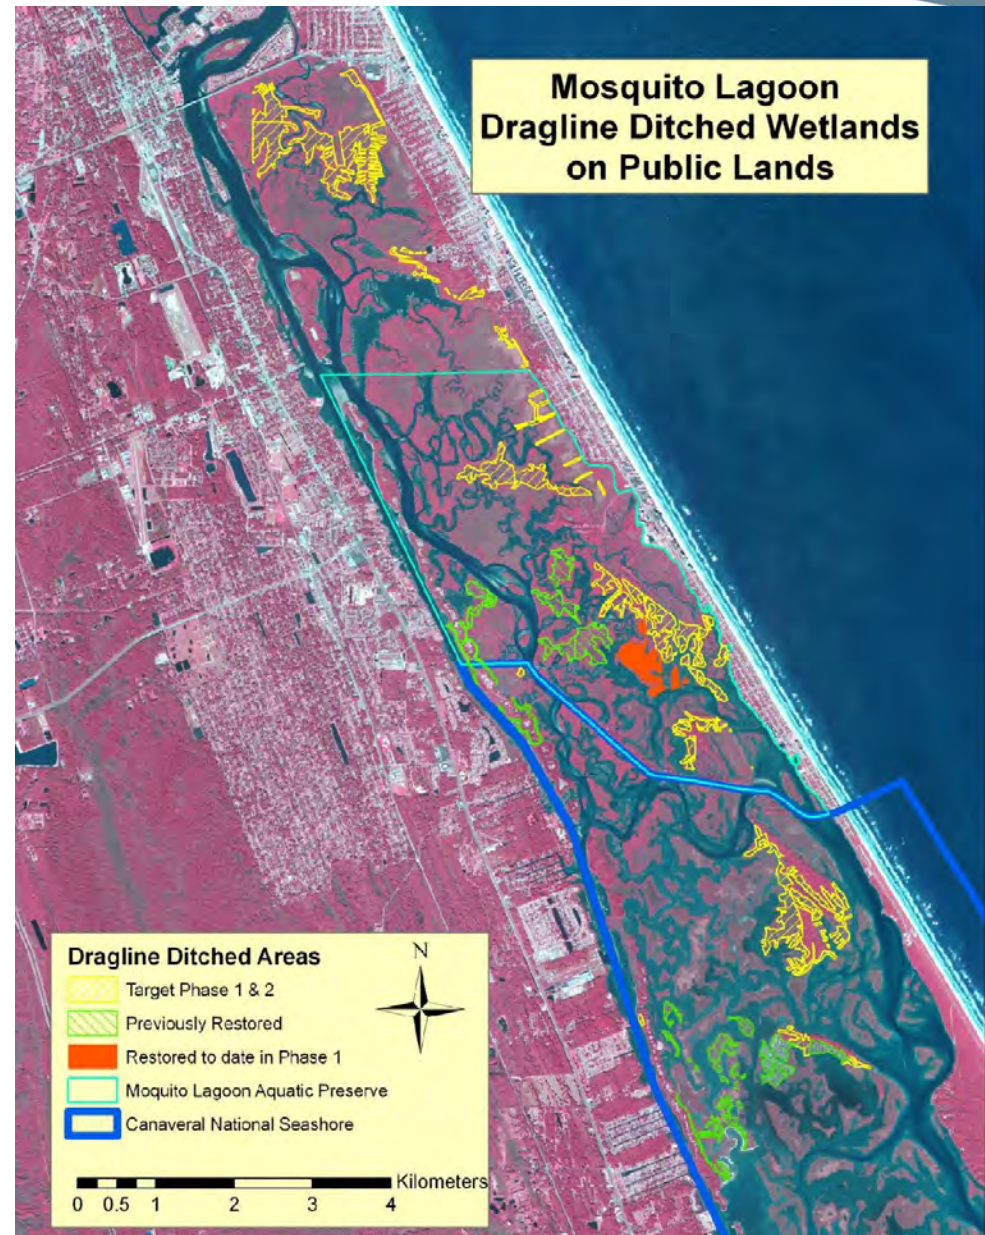 Mosquito Lagoon
Dragline Ditched Wetlands
on Public Lands
Dragline Ditched Areas
N
Target Phase 1 & 2
Previously Restored
Restored to date in Phase 1
Moquito Lagoon Aquatic Preserve
Canaveral National Seashore
Kilometers
0 0.5 1 2 3 4